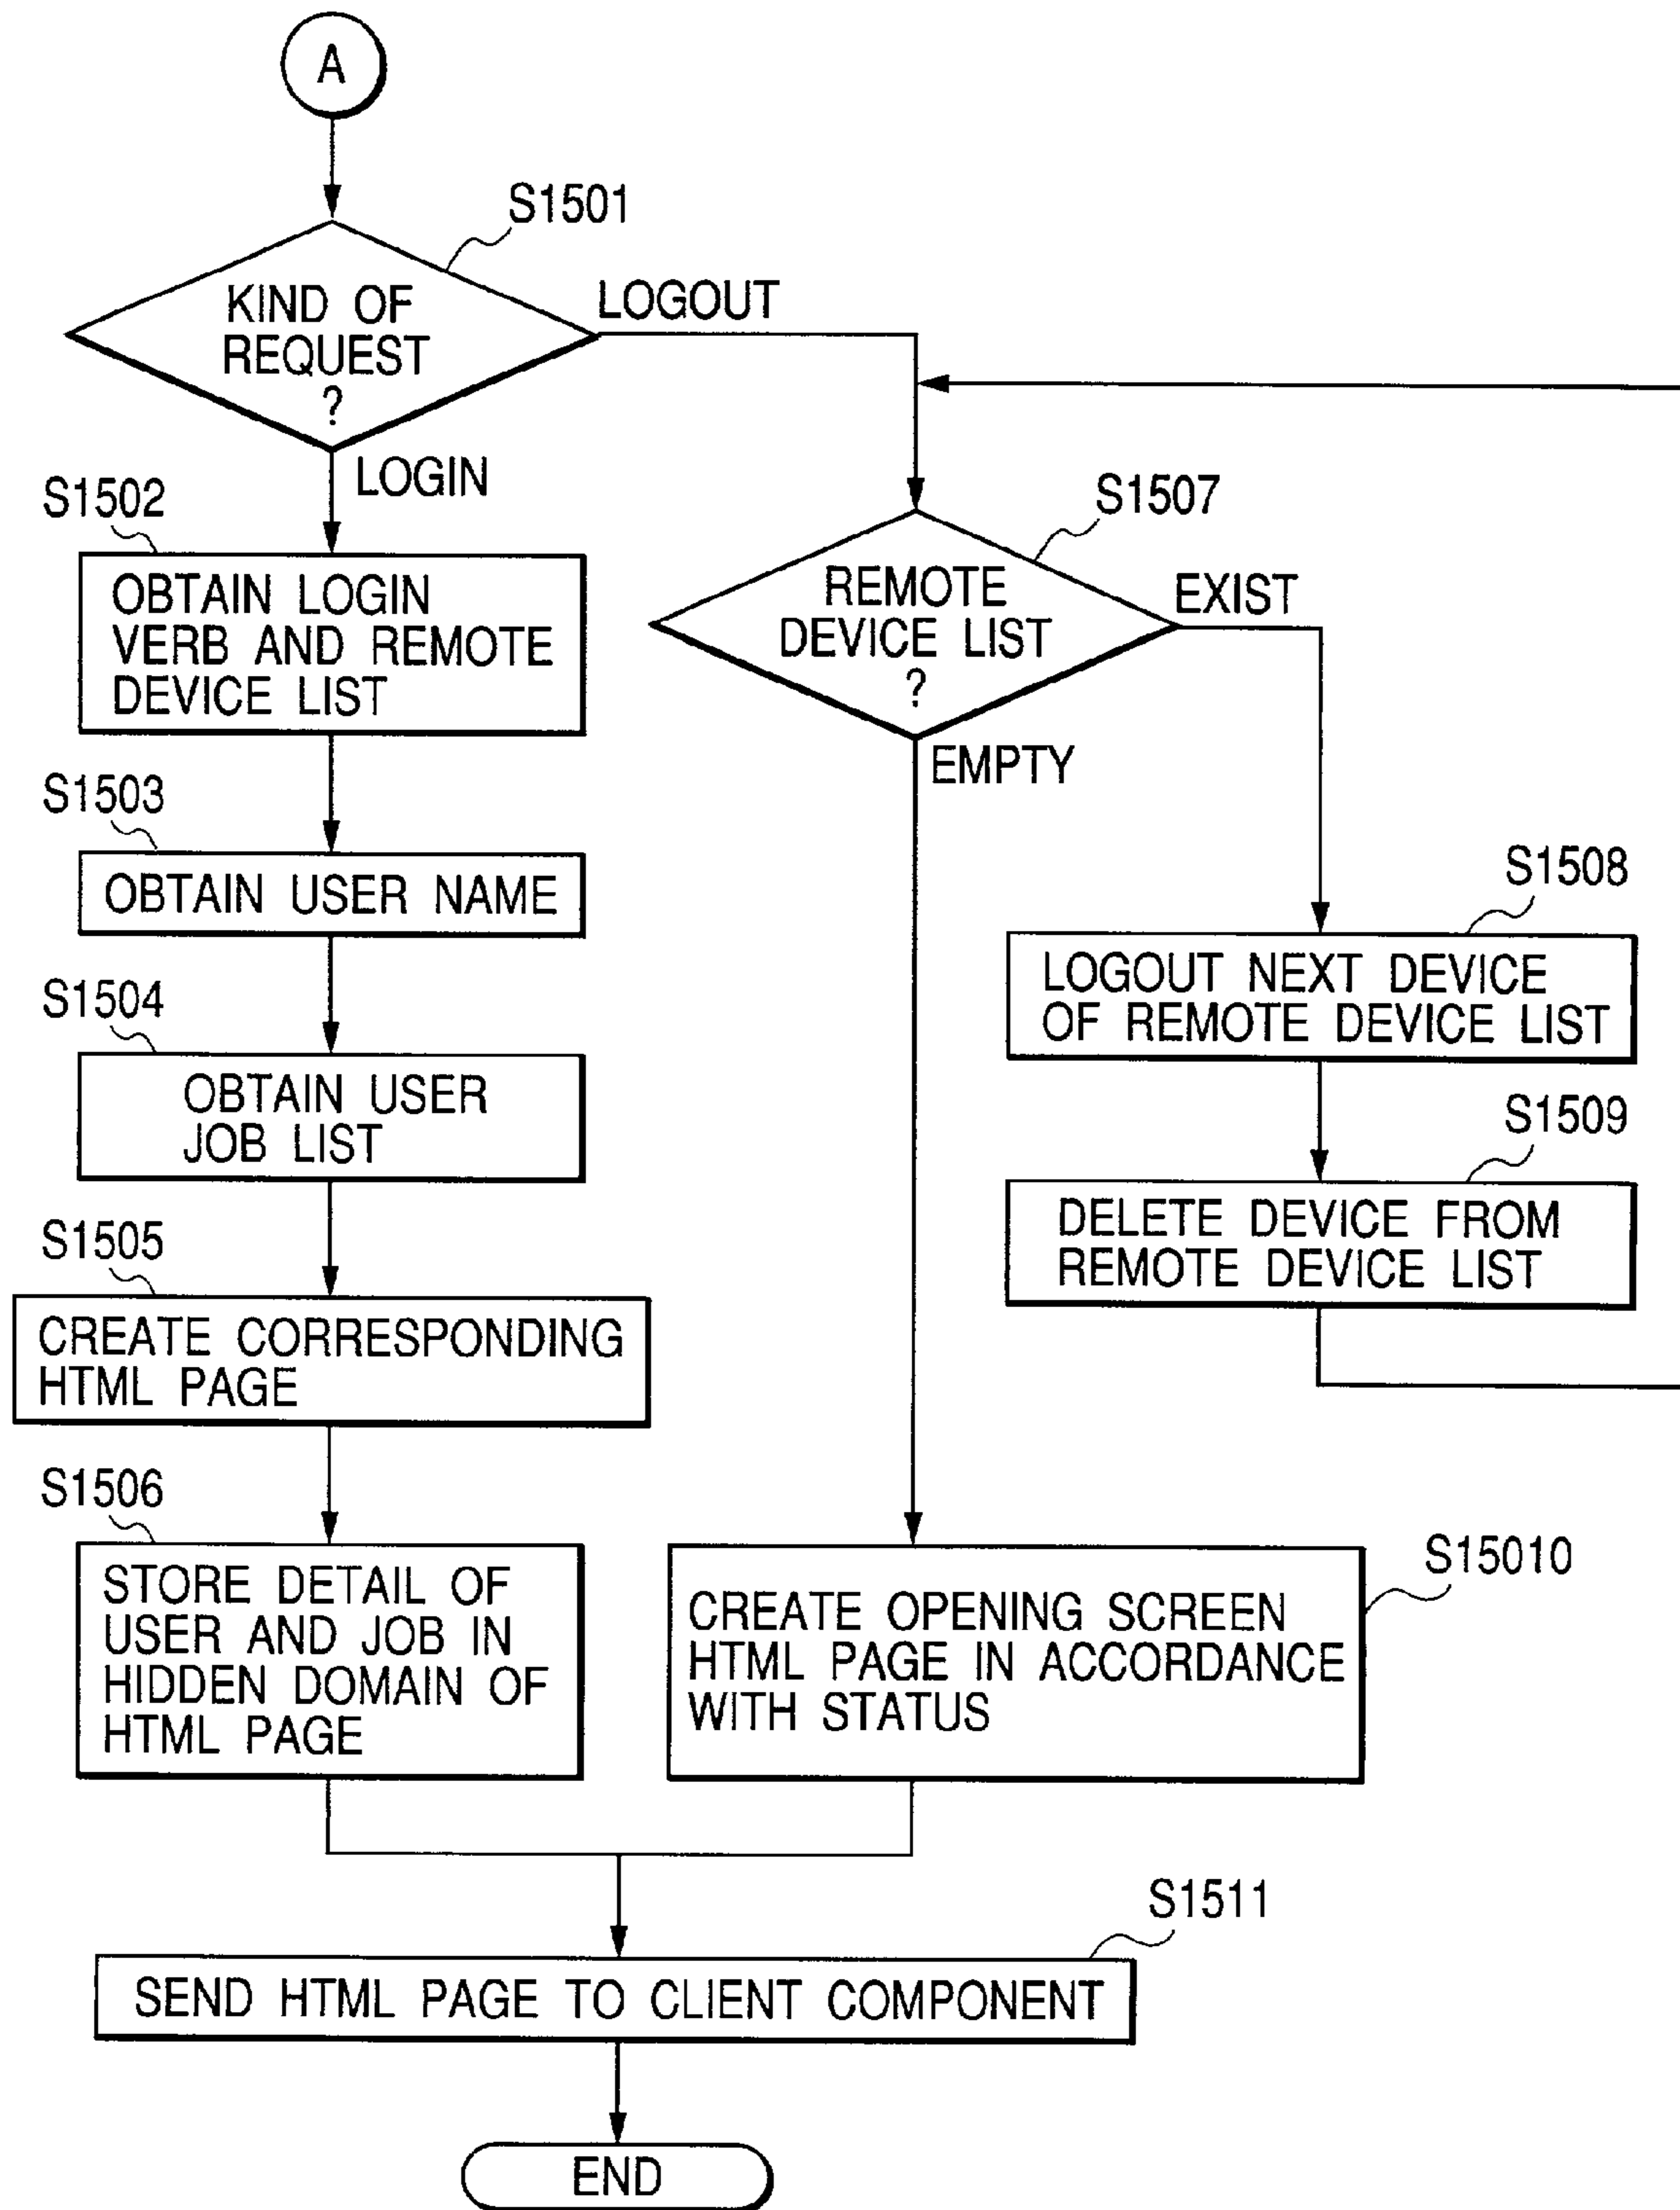 A
S1501
KIND OF
REQUEST
?
LOGOUT
LOGIN
S1502
OBTAIN LOGIN
VERB AND REMOTE
DEVICE LIST
S1503
OBTAIN USER NAME
S1504
OBTAIN USER
JOB LIST
S1505
CREATE CORRESPONDING
HTML PAGE
S1506
STORE DETAIL OF
USER AND JOB IN
HIDDEN DOMAIN OF
HTML PAGE
S1507
REMOTE
DEVICE LIST
?
EXIST
EMPTY
S1508
LOGOUT NEXT DEVICE
OF REMOTE DEVICE LIST
S1509
DELETE DEVICE FROM
REMOTE DEVICE LIST
S15010
CREATE OPENING SCREEN
HTML PAGE IN ACCORDANCE
WITH STATUS
S1511
SEND HTML PAGE TO CLIENT COMPONENT
END